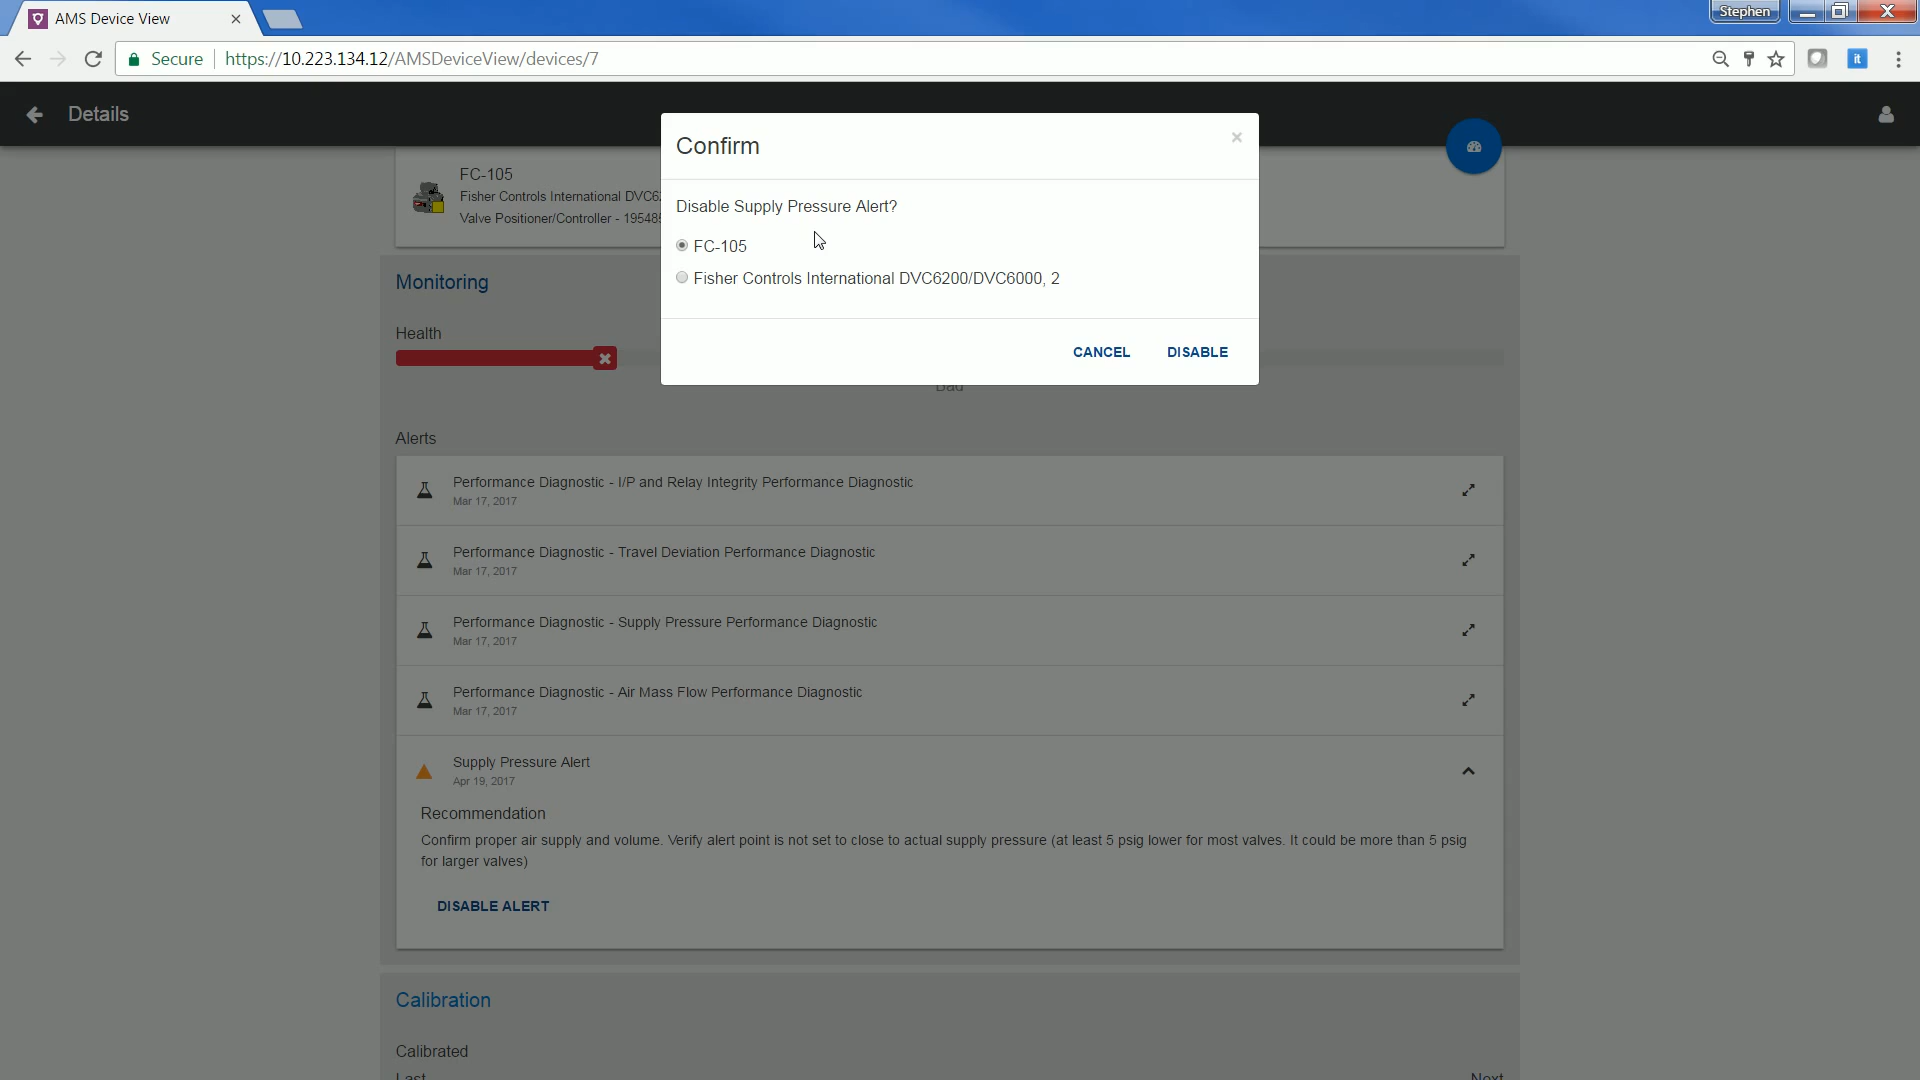 AMS Device View
Stephen
Secure
https://10.223.134.12/AMSDeviceView/devices/7
it
Details
Confirm
FC-105
Fisher Controls International DVC6
Valve Positioner/Controller - 19548
Disable Supply Pressure Alert?
FC-105
Fisher Controls International DVC6200/DVC6000, 2
CANCEL
DISABLE
Monitoring
Health
Bad
Alerts
Performance Diagnostic - I/P and Relay Integrity Performance Diagnostic
Mar 17, 2017
Performance Diagnostic - Travel Deviation Performance Diagnostic
Mar 17, 2017
Performance Diagnostic - Supply Pressure Performance Diagnostic
Mar 17, 2017
Performance Diagnostic - Air Mass Flow Performance Diagnostic
Mar 17, 2017
Supply Pressure Alert
Apr 19, 2017
Recommendation
Confirm proper air supply and volume. Verify alert point is not set to close to actual supply pressure (at least 5 psig lower for most valves. It could be more than 5 psig
for larger valves)
DISABLE ALERT
Calibration
Calibrated
Last
Next